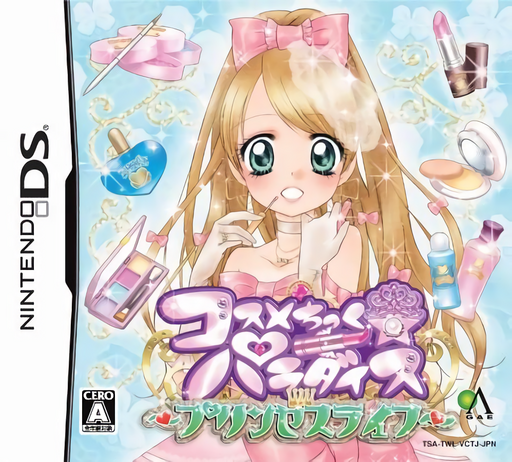 NINTENDO DS
コスメちっく
パラダイス
プリンセスライフ
CERO
A
GAE
TSA-TWL-VCTJ-JPN